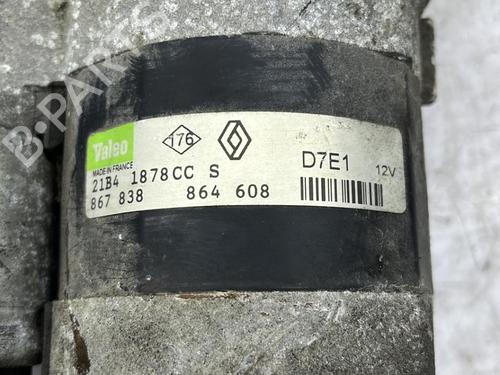 Valeo
176
D7E1
12V
MADE IN FRANCE
21B4 1878CC S
867 838 864 608
B-PARTS